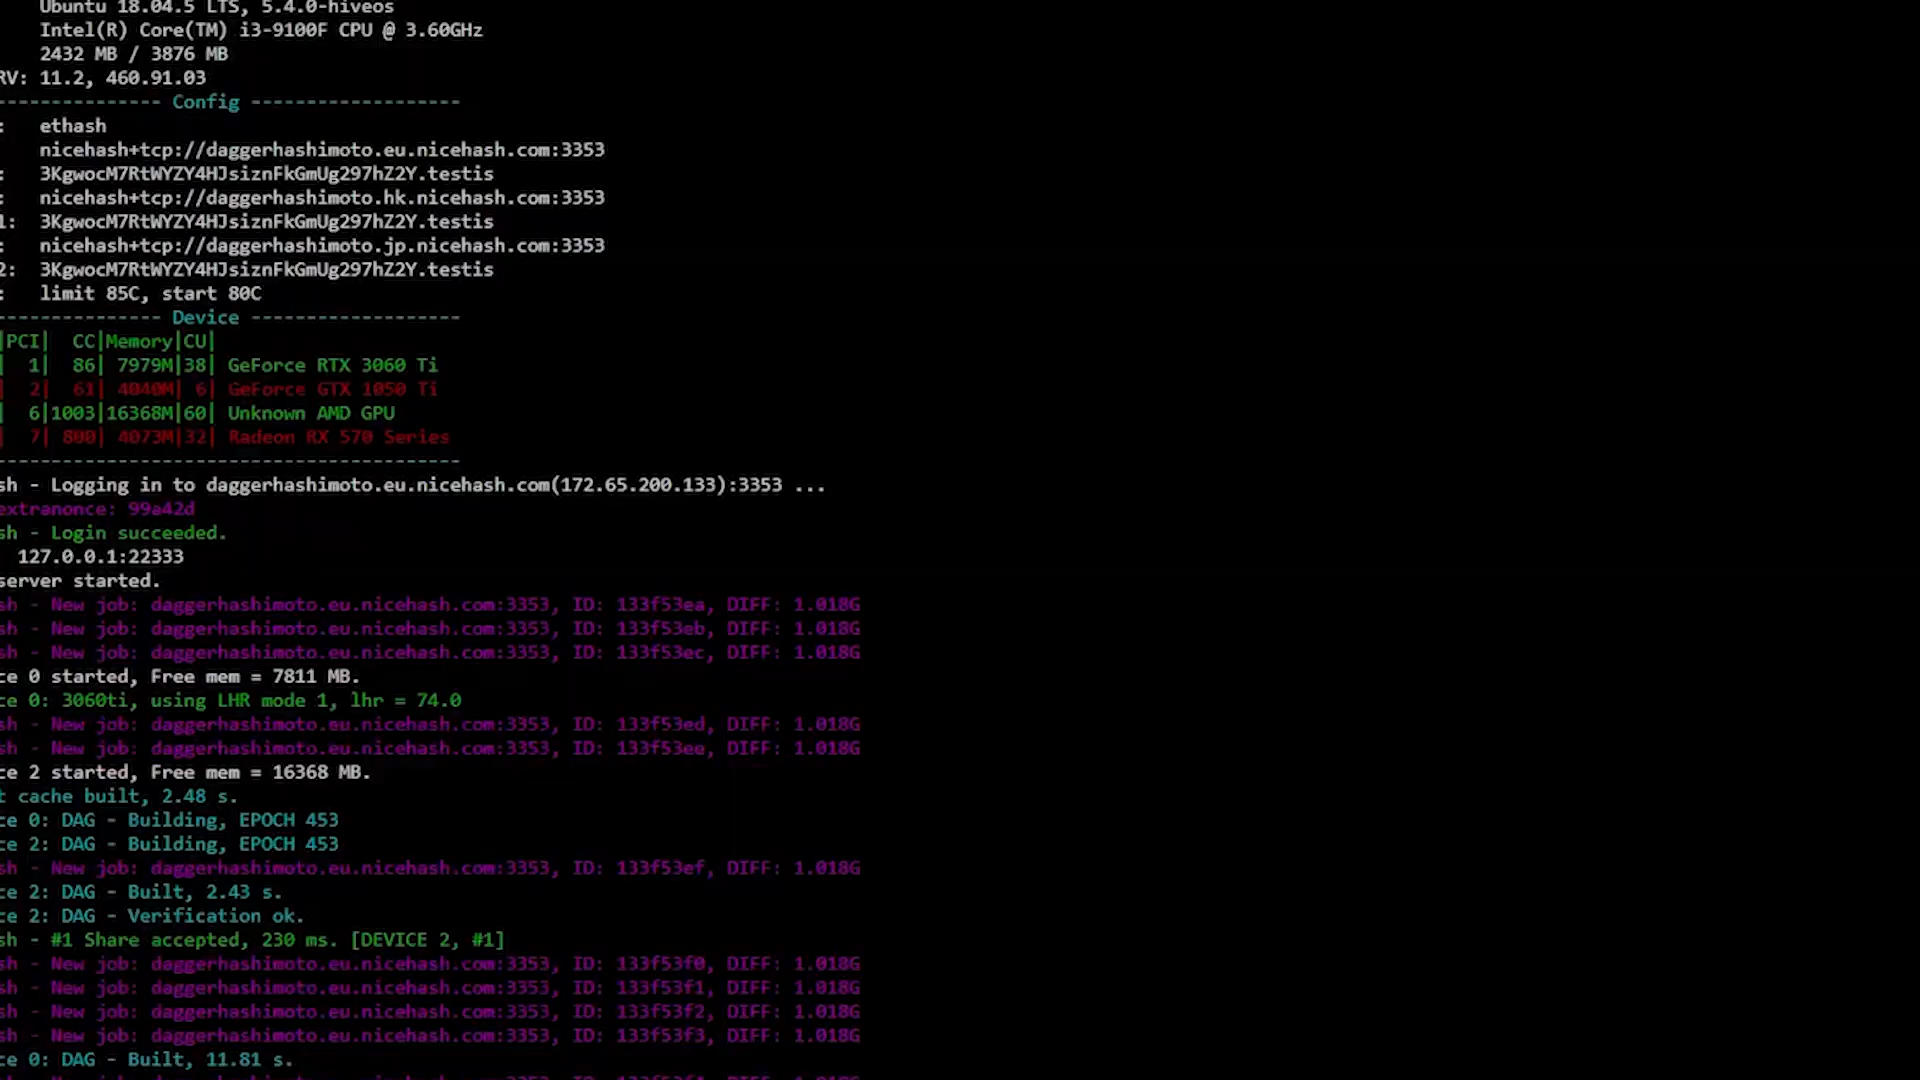 Ubuntu 18.04.5 LTS, 5.4.0-hiveos
Intel(R) Core(TM) i3-9100F CPU @ 3.60GHz
2432 MB / 3876 MB
RV: 11.2, 460.91.03
--------------- Config -------------------
: ethash
nicehash+tcp://daggerhashimoto.eu.nicehash.com:3353
: 3KgwocM7RtWYZY4HJsiznFkGmUg297hZ2Y.testis
: nicehash+tcp://daggerhashimoto.hk.nicehash.com:3353
1: 3KgwocM7RtWYZY4HJsiznFkGmUg297hZ2Y.testis
: nicehash+tcp://daggerhashimoto.jp.nicehash.com:3353
2: 3KgwocM7RtWYZY4HJsiznFkGmUg297hZ2Y.testis
: limit 85C, start 80C
--------------- Device -------------------
|PCI| CC|Memory|CU|
| 1| 86| 7979M|38| GeForce RTX 3060 Ti
| 2| 61| 4040M| 6| GeForce GTX 1050 Ti
| 6|1003|16368M|60| Unknown AMD GPU
| 7| 800| 4073M|32| Radeon RX 570 Series
------------------------------------------
sh - Logging in to daggerhashimoto.eu.nicehash.com(172.65.200.133):3353 ...
extranonce: 99a42d
sh - Login succeeded.
127.0.0.1:22333
server started.
sh - New job: daggerhashimoto.eu.nicehash.com:3353, ID: 133f53ea, DIFF: 1.018G
sh - New job: daggerhashimoto.eu.nicehash.com:3353, ID: 133f53eb, DIFF: 1.018G
sh - New job: daggerhashimoto.eu.nicehash.com:3353, ID: 133f53ec, DIFF: 1.018G
ce 0 started, Free mem = 7811 MB.
ce 0: 3060ti, using LHR mode 1, lhr = 74.0
sh - New job: daggerhashimoto.eu.nicehash.com:3353, ID: 133f53ed, DIFF: 1.018G
sh - New job: daggerhashimoto.eu.nicehash.com:3353, ID: 133f53ee, DIFF: 1.018G
ce 2 started, Free mem = 16368 MB.
t cache built, 2.48 s.
ce 0: DAG - Building, EPOCH 453
ce 2: DAG - Building, EPOCH 453
sh - New job: daggerhashimoto.eu.nicehash.com:3353, ID: 133f53ef, DIFF: 1.018G
ce 2: DAG - Built, 2.43 s.
ce 2: DAG - Verification ok.
sh - #1 Share accepted, 230 ms. [DEVICE 2, #1]
sh - New job: daggerhashimoto.eu.nicehash.com:3353, ID: 133f53f0, DIFF: 1.018G
sh - New job: daggerhashimoto.eu.nicehash.com:3353, ID: 133f53f1, DIFF: 1.018G
sh - New job: daggerhashimoto.eu.nicehash.com:3353, ID: 133f53f2, DIFF: 1.018G
sh - New job: daggerhashimoto.eu.nicehash.com:3353, ID: 133f53f3, DIFF: 1.018G
ce 0: DAG - Built, 11.81 s.